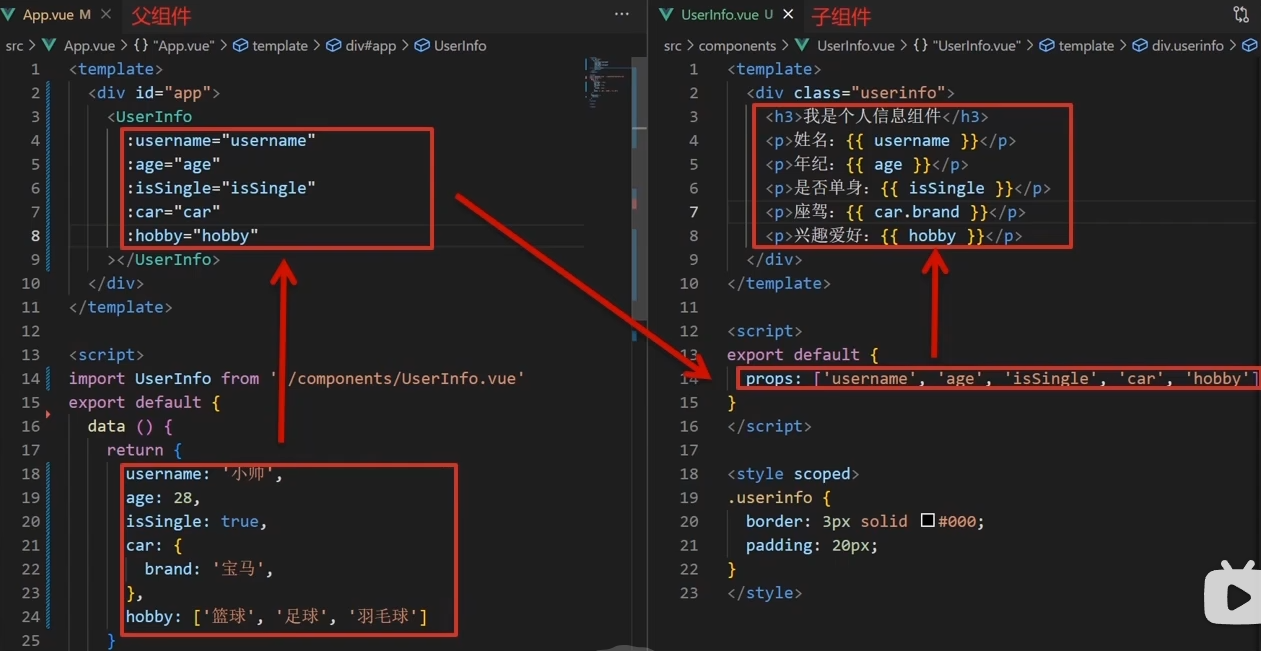 App.vue M
父组件
src > App.vue > {} "App.vue" > template > div#app > UserInfo
1 <template>
2 <div id="app">
3 <UserInfo
4 :username="username"
5 :age="age"
6 :isSingle="isSingle"
7 :car="car"
8 :hobby="hobby"
9 ></UserInfo>
10 </div>
11 </template>
12
13 <script>
14 import UserInfo from './components/UserInfo.vue'
15 export default {
16 data () {
17 return {
18 username: '小帅',
19 age: 28,
20 isSingle: true,
21 car: {
22 brand: '宝马',
23 },
24 hobby: ['篮球', '足球', '羽毛球']
25 }
UserInfo.vue U
子组件
src > components > UserInfo.vue > {} "UserInfo.vue" > template > div.userinfo >
1 <template>
2 <div class="userinfo">
3 <h3>我是个人信息组件</h3>
4 <p>姓名：{{ username }}</p>
5 <p>年纪：{{ age }}</p>
6 <p>是否单身：{{ isSingle }}</p>
7 <p>座驾：{{ car.brand }}</p>
8 <p>兴趣爱好：{{ hobby }}</p>
9 </div>
10 </template>
11
12 <script>
13 export default {
14 props: ['username', 'age', 'isSingle', 'car', 'hobby']
15 }
16 </script>
17
18 <style scoped>
19 .userinfo {
20 border: 3px solid #000;
21 padding: 20px;
22 }
23 </style>